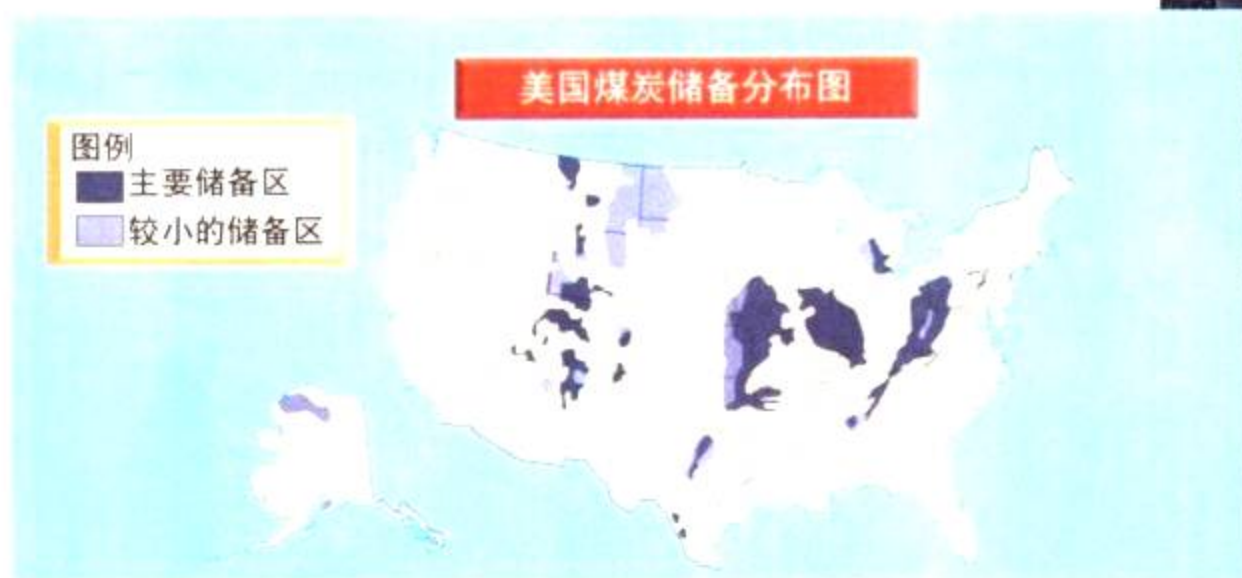 美国煤炭储备分布图
图例
主要储备区
较小的储备区